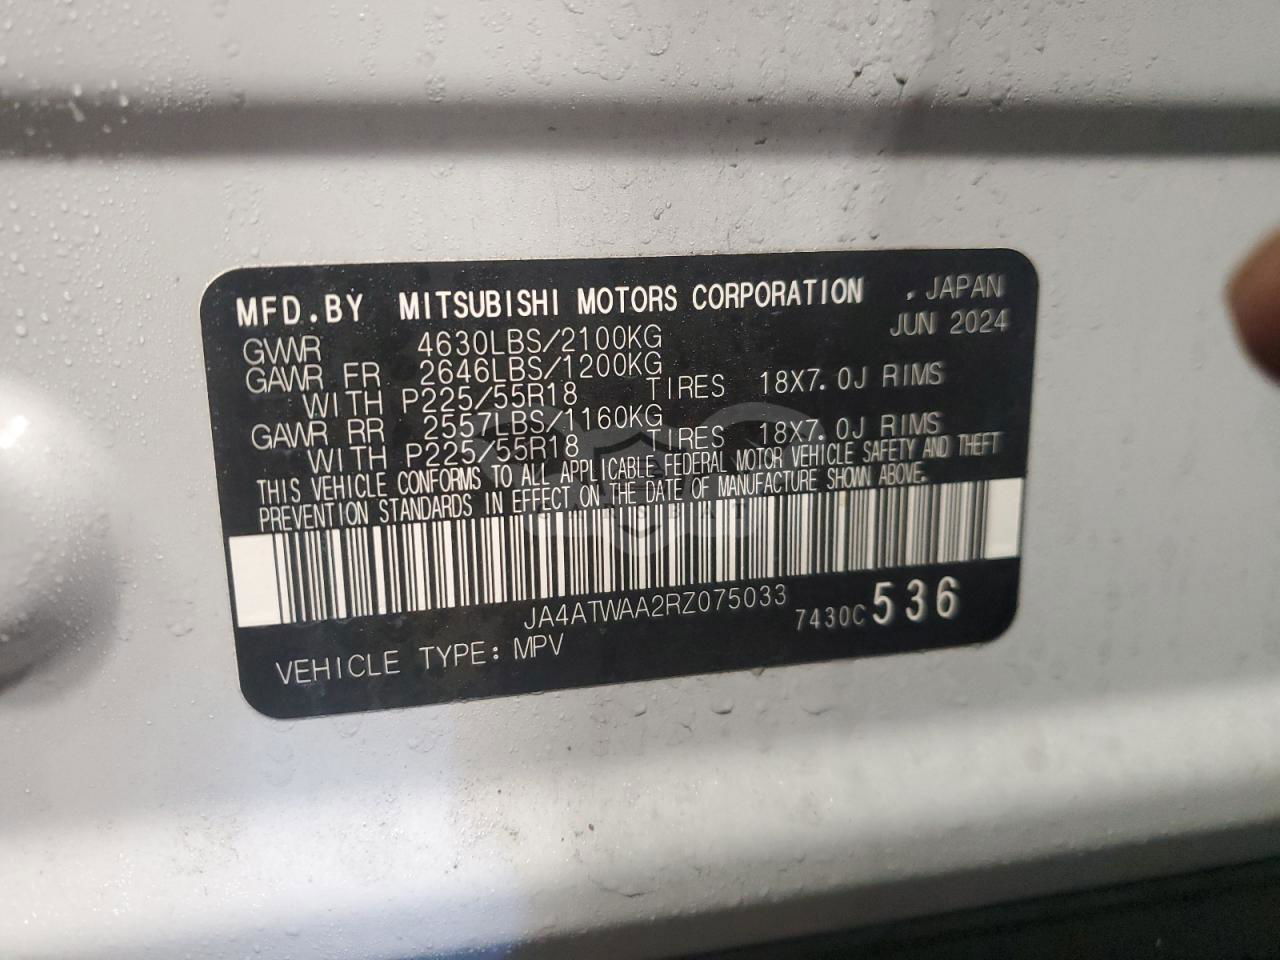 MFD.BY MITSUBISHI MOTORS CORPORATION . JAPAN
JUN 2024
GVWR 4630LBS/2100KG
GAWR FR 2646LBS/1200KG
WITH P225/55R18 TIRES 18X7.0J RIMS
GAWR RR 2557LBS/1160KG
WITH P225/55R18 TIRES 18X7.0J RIMS
THIS VEHICLE CONFORMS TO ALL APPLICABLE FEDERAL MOTOR VEHICLE SAFETY AND THEFT
PREVENTION STANDARDS IN EFFECT ON THE DATE OF MANUFACTURE SHOWN ABOVE.
JA4ATWAA2RZ075033
7430C 536
VEHICLE TYPE: MPV